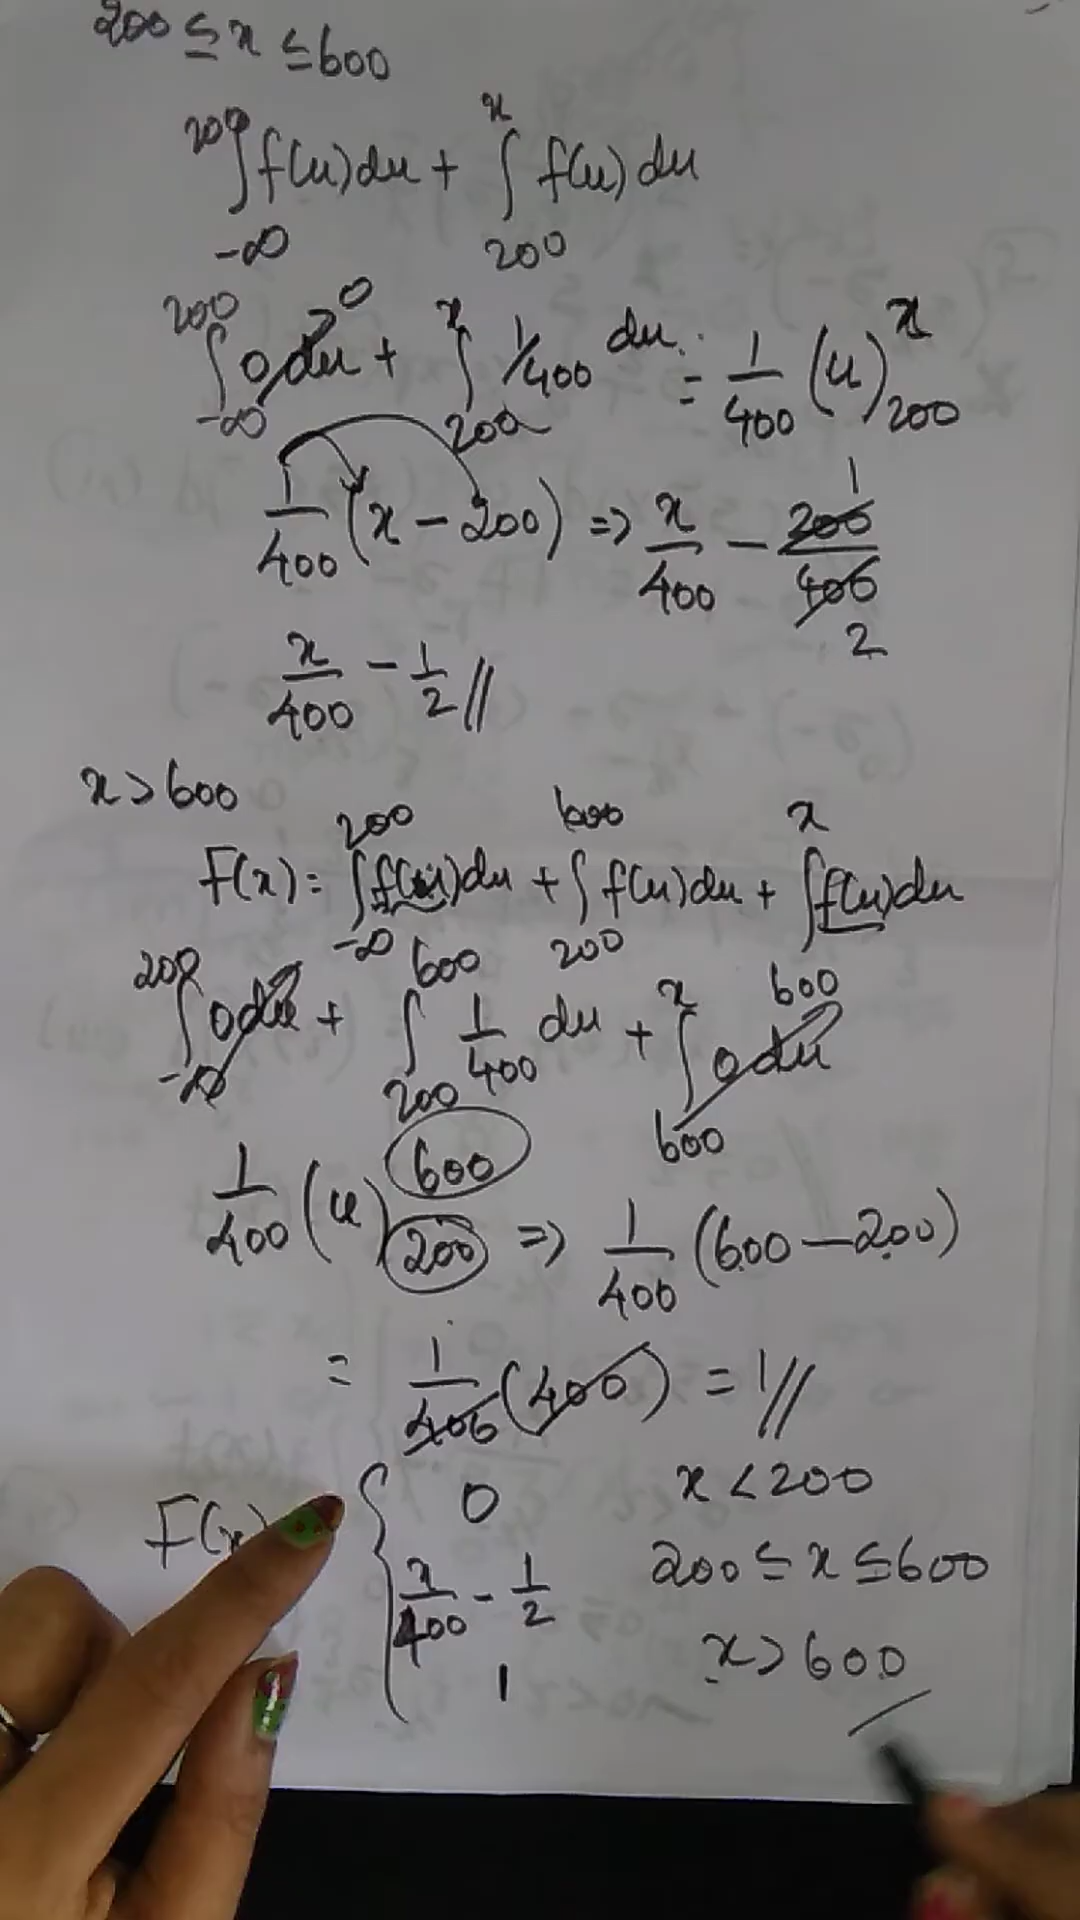 200 ≤ x ≤ 600
∫_{-∞}^{200} f(u) du + ∫_{200}^{x} f(u) du
∫_{-∞}^{200} 0 du → 0 + ∫_{200}^{x} 1/400 du = 1/400 (u)_{200}^{x}
1/400 (x - 200) => x/400 - 200/400 1 2
x/400 - 1/2 //
x > 600
F(x) = ∫_{-∞}^{200} f(u) du + ∫_{200}^{600} f(u) du + ∫^{x} f(u) du
∫_{-∞}^{200} 0 du + ∫_{200}^{600} 1/400 du + ∫_{600}^{x} 0 du 600
1/400 (u)_{200}^{600} => 1/400 (600 - 200)
= 1/400 (400) = 1 //
F(x) { 0 x < 200
x/400 - 1/2 200 ≤ x ≤ 600
1 x > 600